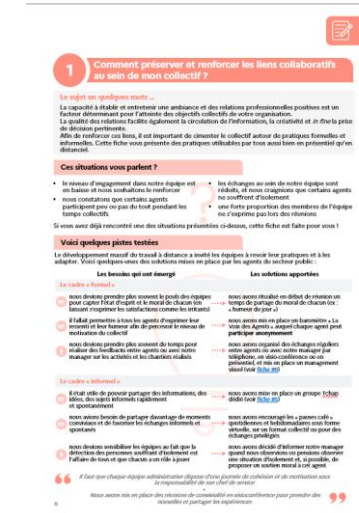 1
Comment préserver et renforcer les liens collaboratifs
au sein de mon collectif ?
Le sujet en quelques mots ...
La capacité à établir et entretenir une ambiance et des relations professionnelles positives est un
facteur déterminant pour l'atteinte des objectifs collectifs de votre organisation.
La qualité des relations facilite également la circulation de l'information, la créativité et in fine la prise
de décision pertinente.
Afin de renforcer ces liens, il est important de cimenter le collectif autour de pratiques formelles et
informelles. Cette fiche vous présente des pratiques utilisables par tous aussi bien en présentiel qu'en
distanciel.
Ces situations vous parlent ?
• le niveau d'engagement dans notre équipe est
en baisse et nous souhaitons le renforcer
• nous constatons que certains agents
participent peu ou pas du tout pendant les
temps collectifs
• les échanges au sein de notre équipe sont
réduits, et nous craignons que certains agents
ne souffrent d'isolement
• une forte proportion des membres de l'équipe
ne s'exprime pas lors des réunions
Si vous avez déjà rencontré une des situations présentées ci-dessus, cette fiche est faite pour vous !
Voici quelques pistes testées
Le développement massif du travail à distance a invité les équipes à revoir leur pratiques et à les
adapter. Voici quelques-unes des solutions mises en place par les agents du secteur public :
Les besoins qui ont émergé
Les solutions apportées
Le cadre « formel »
nous devions prendre plus souvent le pouls des équipes
pour capter l'état d'esprit et le moral de chacun (en
laissant s'exprimer les satisfactions comme les irritants)
nous avons ritualisé en début de réunion un
temps de partage du moral de chacun (ex :
« humeur du jour »)
il fallait permettre à tous les agents d'exprimer leur
ressenti et leur humeur afin de percevoir le niveau de
motivation du collectif
nous avons mis en place un baromètre « La
Voix des Agents » auquel chaque agent peut
participer anonymement
nous devions prendre plus souvent du temps pour
réaliser des feedbacks entre agents ou avec notre
manager sur les activités et les chantiers réalisés
nous avons organisé des échanges réguliers
entre agents ou avec notre manager par
téléphone, en visio-conférence ou en
présentiel, et mis en place un management
visuel (voir fiche #6)
Le cadre « informel »
il était utile de pouvoir partager des informations, des
idées, des sujets informels rapidement
et spontanément
nous avons mise en place un groupe Tchap
dédié (voir fiche #6)
nous avions besoin de partager davantage de moments
conviviaux et de favoriser les échanges informels et
spontanés
nous avons encouragé les « pauses café »
quotidiennes et hebdomadaires sous forme
virtuelle, sur un format collectif ou pour des
échanges privilégiés
nous devions sensibiliser les équipes au fait que la
détection des personnes souffrant d'isolement est
l'affaire de tous et que chacun a un rôle à jouer
nous avons décidé d'informer notre manager
quand nous observons ou pensions observer
une situation d'isolement et, si possible, de
proposer un soutien moral à cet agent
Il faut que chaque équipe administrative dispose d'une journée de cohésion et de motivation sous
la responsabilité de son chef de service
Nous avons mis en place des réunions de convivialité en visioconférence pour prendre des
nouvelles et partager les expériences
6